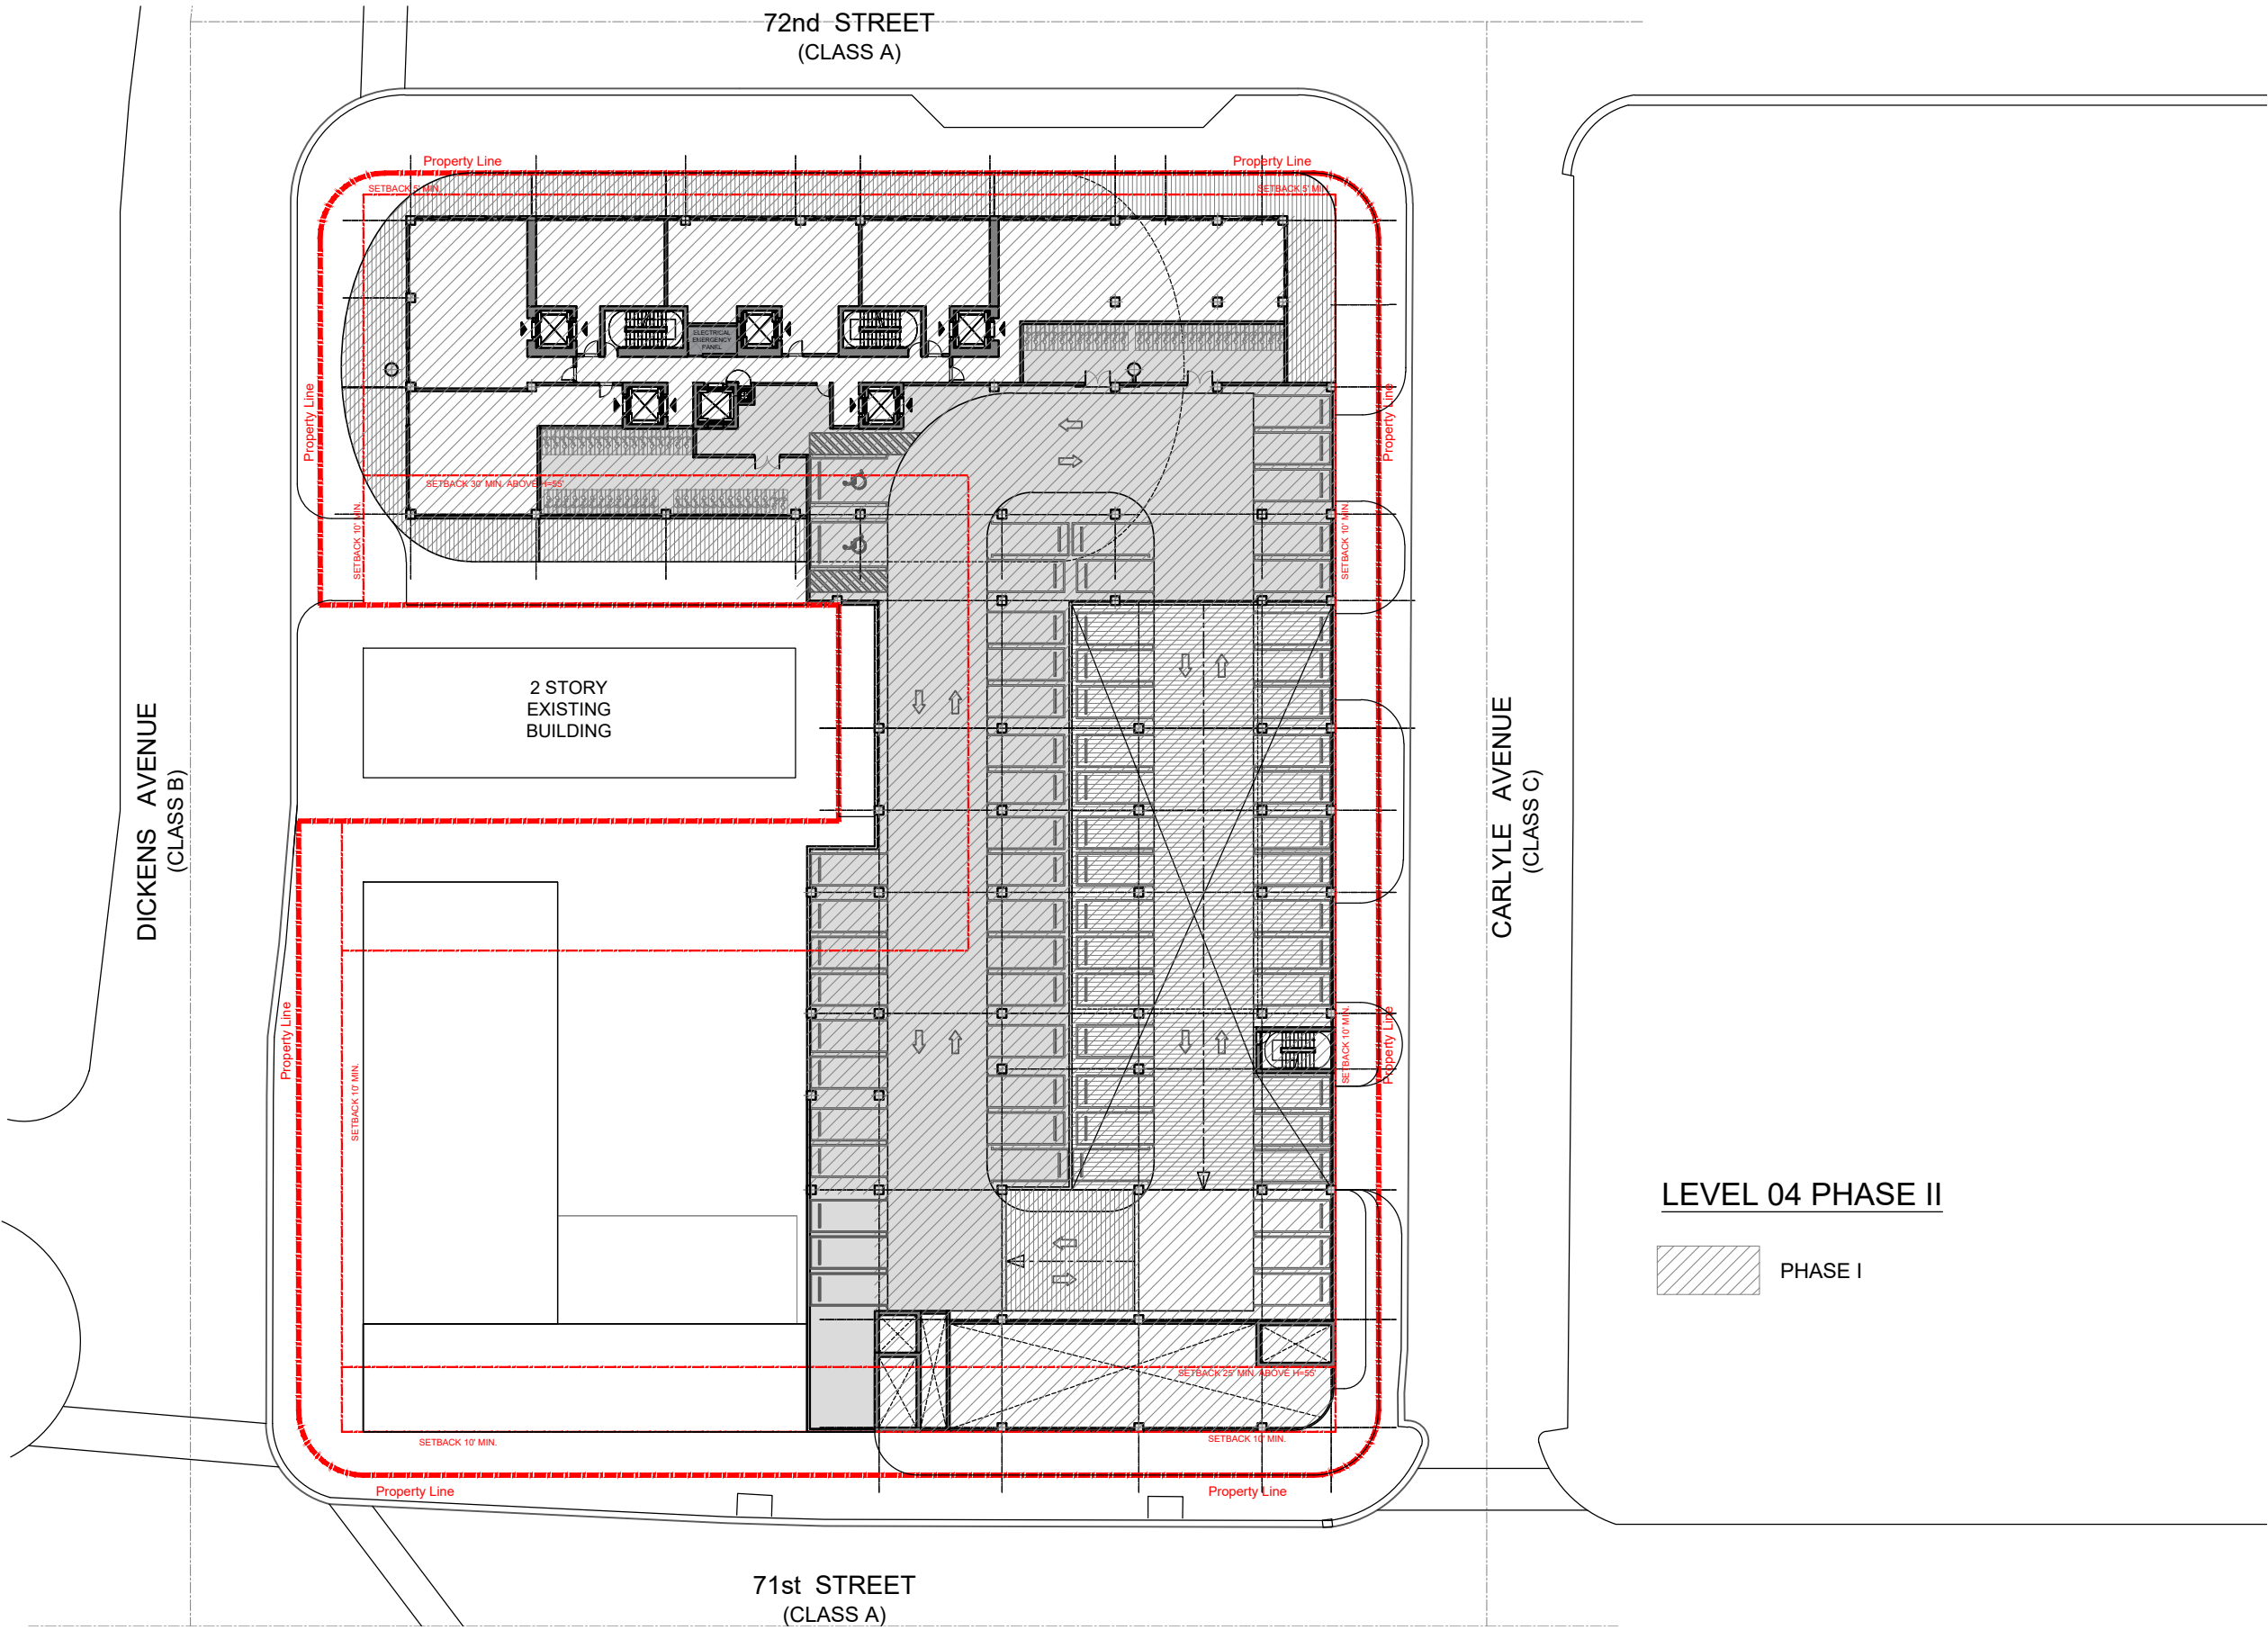 72nd STREET
(CLASS A)
Property Line
Property Line
SETBACK 5' MIN.
SETBACK 5' MIN.
ELECTRICAL
EMERGENCY
PANEL
Property Line
Property Line
SETBACK 30' MIN. ABOVE H=55'
SETBACK 10' MIN.
SETBACK 10' MIN.
2 STORY
EXISTING
BUILDING
DICKENS AVENUE
(CLASS B)
CARLYLE AVENUE
(CLASS C)
Property Line
Property Line
SETBACK 10' MIN.
SETBACK 10' MIN.
LEVEL 04 PHASE II
PHASE I
SETBACK 25' MIN. ABOVE H=55'
SETBACK 10' MIN.
SETBACK 10' MIN.
Property Line
Property Line
71st STREET
(CLASS A)